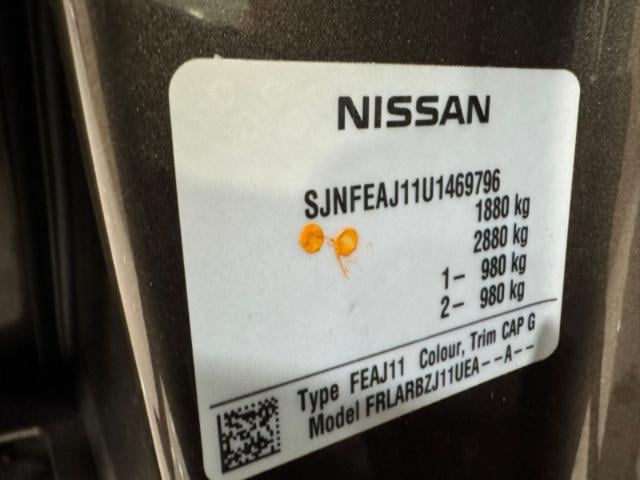 NISSAN
SJNFEAJ11U1469796
1880 kg
2880 kg
1- 980 kg
2- 980 kg
Type FEAJ11 Colour, Trim CAP G
Model FRLARBZJ11UEA--A--